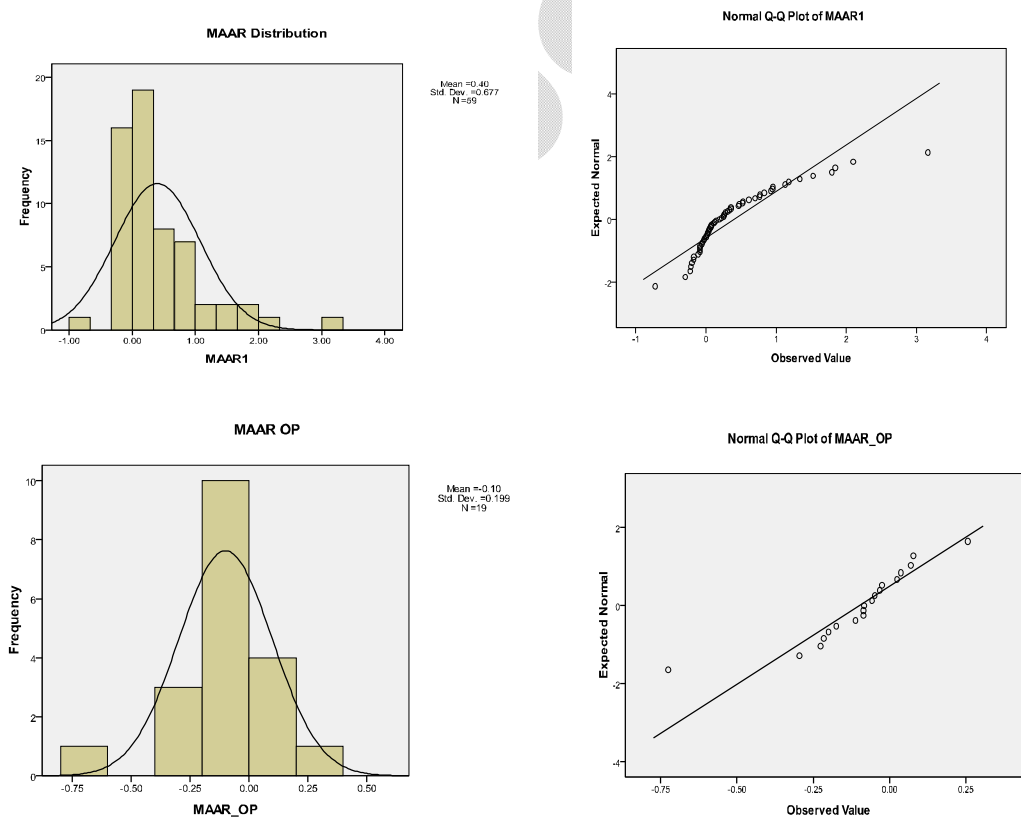 MAAR Distribution
20
15
10
5
0
Frequency
-1.00 0.00 1.00 2.00 3.00 4.00
MAAR1
Mean =0.40
Std. Dev. =0.677
N =59
Normal Q-Q Plot of MAAR1
4
2
0
-2
Expected Normal
-1 0 1 2 3 4
Observed Value
MAAR OP
10
8
6
4
2
0
Frequency
-0.75 -0.50 -0.25 0.00 0.25 0.50
MAAR_OP
Mean =-0.10
Std. Dev. =0.199
N =19
Normal Q-Q Plot of MAAR_OP
2
0
-2
-4
Expected Normal
-0.75 -0.50 -0.25 0.00 0.25
Observed Value